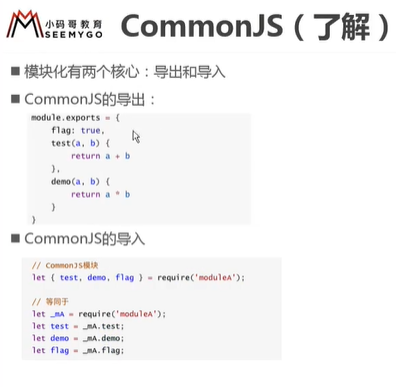 小码哥教育
SEEMYGO
CommonJS（了解）
■ 模块化有两个核心：导出和导入
■ CommonJS的导出：
module.exports = {
    flag: true,
    test(a, b) {
        return a + b
    },
    demo(a, b) {
        return a * b
    }
}
■ CommonJS的导入
// CommonJS模块
let { test, demo, flag } = require('moduleA');
// 等同于
let _mA = require('moduleA');
let test = _mA.test;
let demo = _mA.demo;
let flag = _mA.flag;